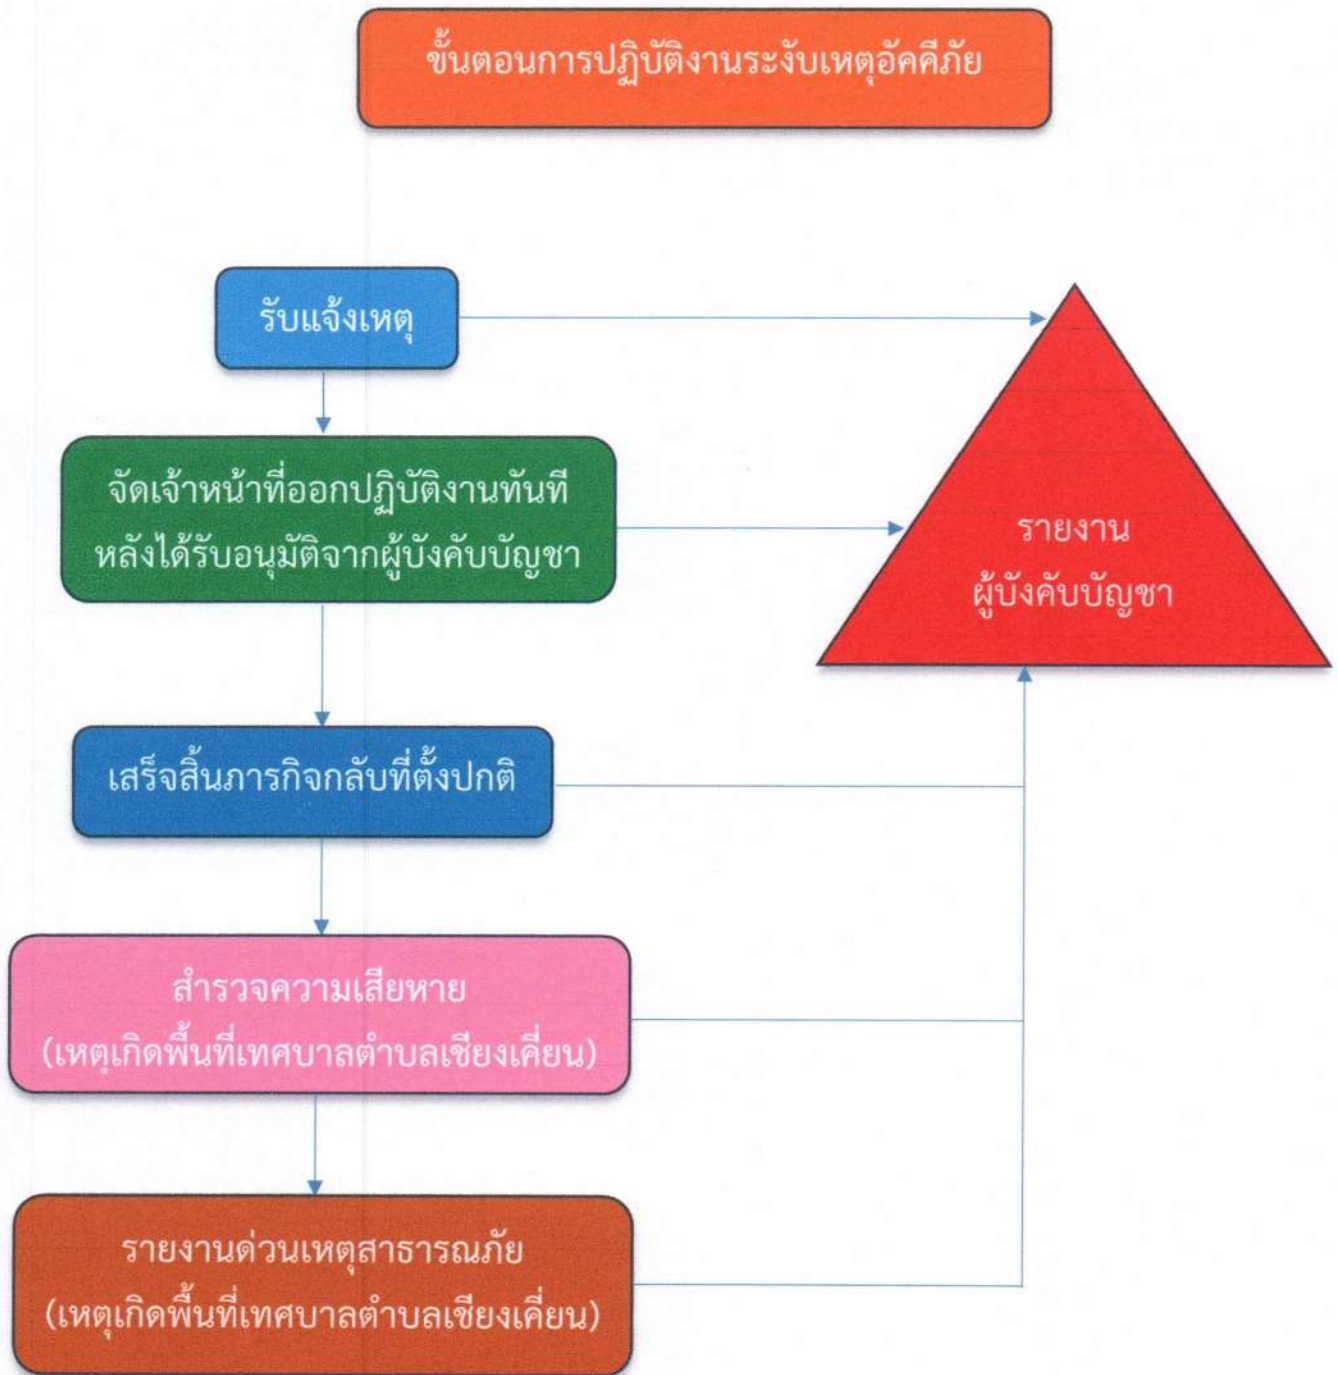 ขั้นตอนการปฏิบัติงานระงับเหตุอัคคีภัย
รับแจ้งเหตุ
จัดเจ้าหน้าที่ออกปฏิบัติงานทันที
หลังได้รับอนุมัติจากผู้บังคับบัญชา
รายงาน
ผู้บังคับบัญชา
เสร็จสิ้นภารกิจกลับที่ตั้งปกติ
สำรวจความเสียหาย
(เหตุเกิดพื้นที่เทศบาลตำบลเชียงเคี่ยน)
รายงานด่วนเหตุสาธารณภัย
(เหตุเกิดพื้นที่เทศบาลตำบลเชียงเคี่ยน)